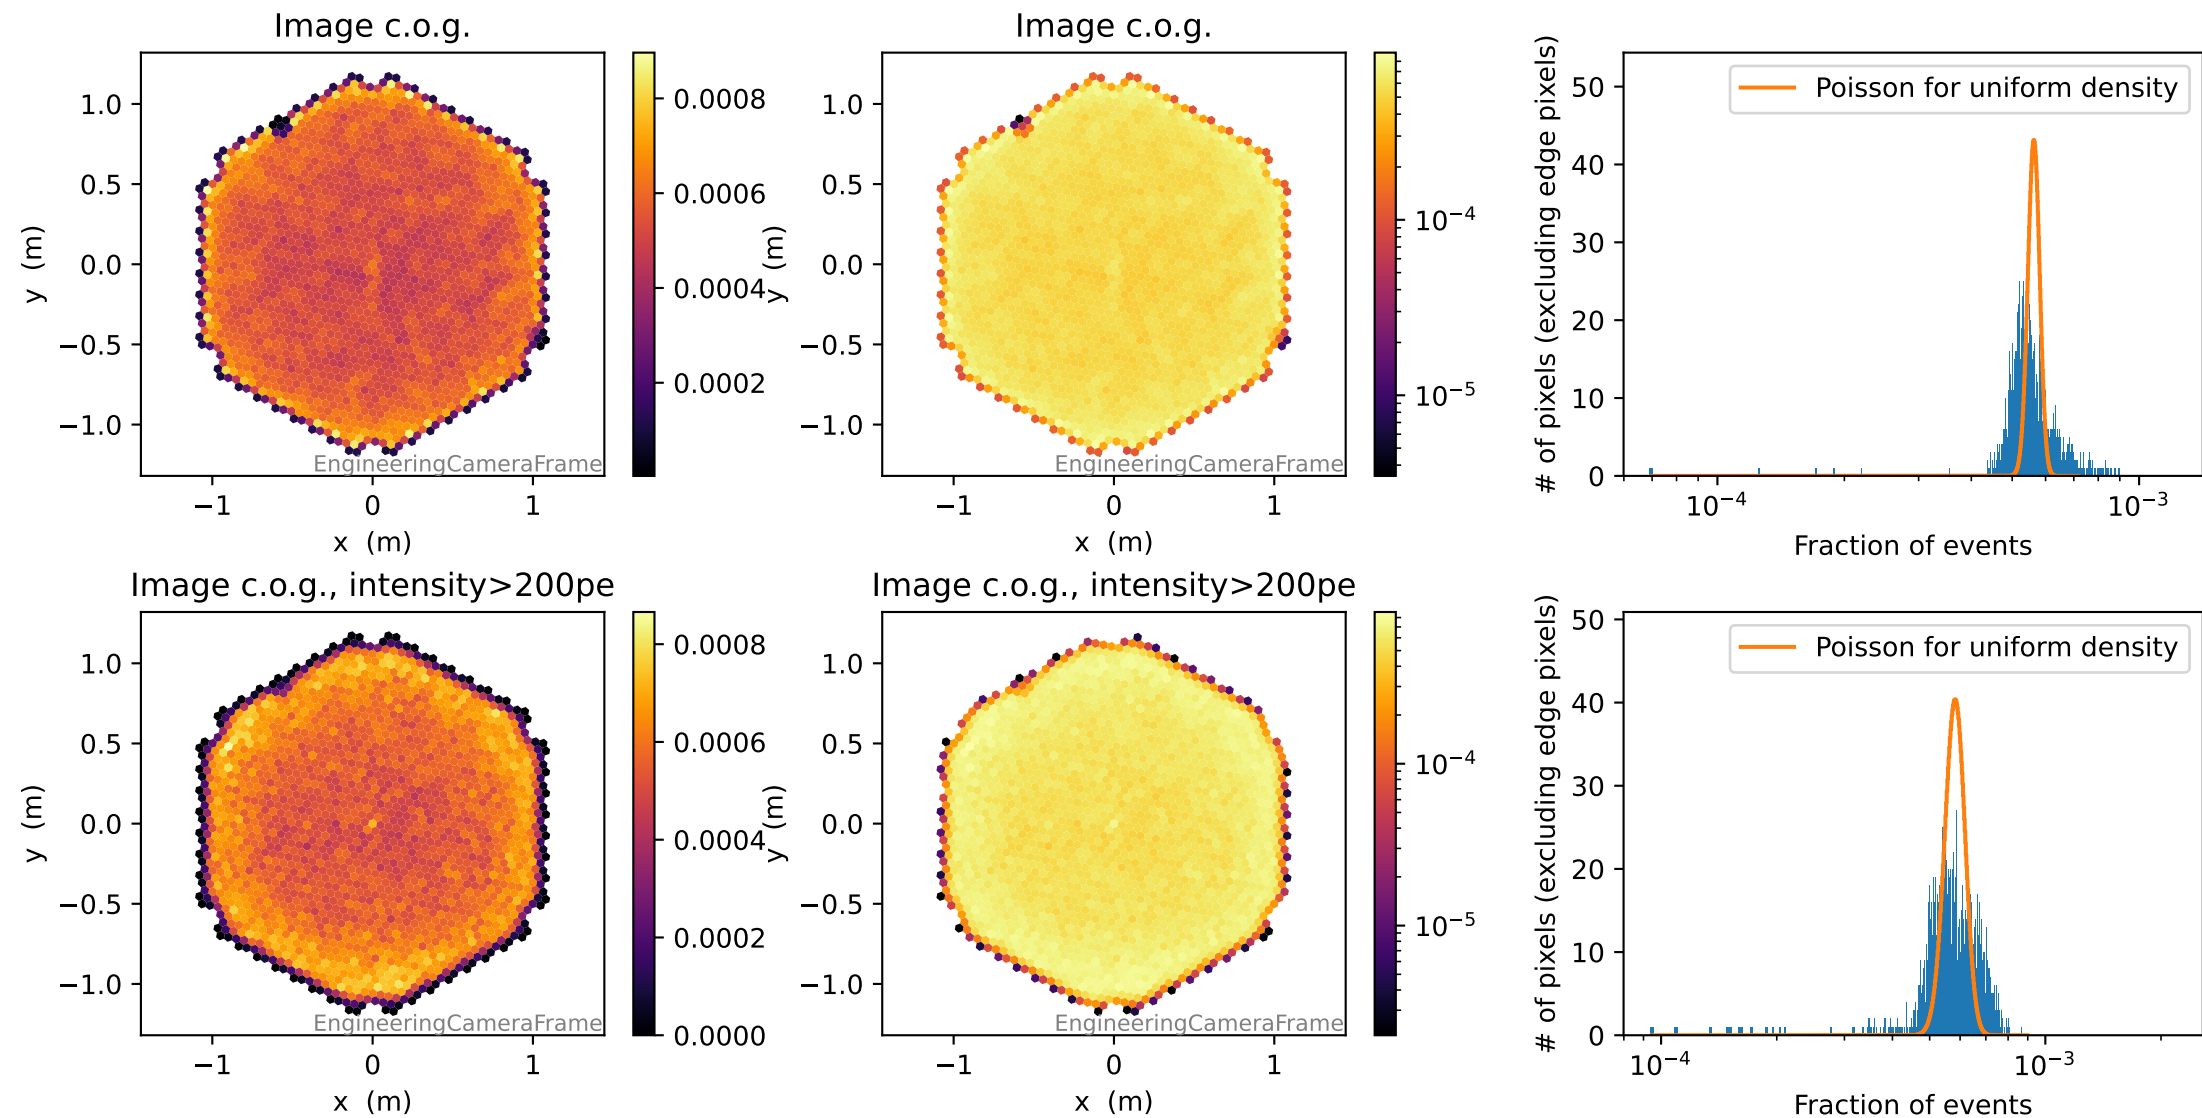 Image c.o.g.
1.0
0.5
0.0
−0.5
−1.0
y (m)
−1
0
1
x (m)
EngineeringCameraFrame
0.0008
0.0006
0.0004
0.0002
Image c.o.g.
1.0
0.5
0.0
−0.5
−1.0
y (m)
−1
0
1
x (m)
EngineeringCameraFrame
10⁻⁴
10⁻⁵
Poisson for uniform density
50
40
30
20
10
0
# of pixels (excluding edge pixels)
10⁻⁴
10⁻³
Fraction of events
Image c.o.g., intensity>200pe
1.0
0.5
0.0
−0.5
−1.0
y (m)
−1
0
1
x (m)
EngineeringCameraFrame
0.0008
0.0006
0.0004
0.0002
0.0000
Image c.o.g., intensity>200pe
1.0
0.5
0.0
−0.5
−1.0
y (m)
−1
0
1
x (m)
EngineeringCameraFrame
10⁻⁴
10⁻⁵
Poisson for uniform density
50
40
30
20
10
0
# of pixels (excluding edge pixels)
10⁻⁴
10⁻³
Fraction of events